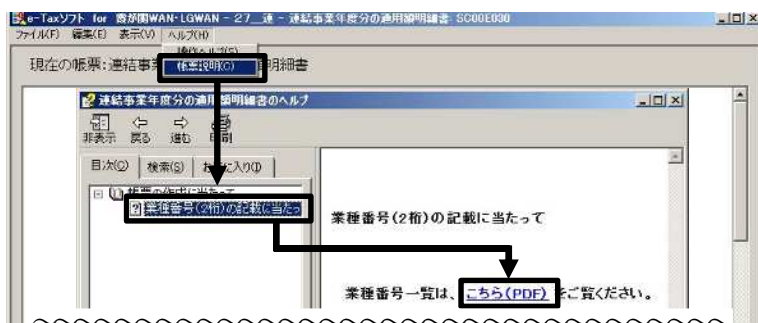 e-Taxソフト for 霞が関WAN・LGWAN - 27__連 - 連結事業年度分の適用額明細書 SC00E030
ファイル(F) 編集(E) 表示(V) ヘルプ(H)
帳票説明(C)
現在の帳票:連結事 明細書
連結事業年度分の適用額明細書のヘルプ
非表示 戻る 進む 印刷
目次(C) 検索(S) お気に入り(I)
帳票の作成に当たって
業種番号(2桁)の記載に当たっ
業種番号(2桁)の記載に当たって
業種番号一覧は、こちら(PDF)をご覧ください。